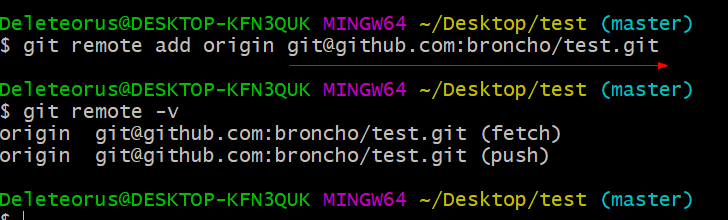 Deleteorus@DESKTOP-KFN3QUK MINGW64 ~/Desktop/test (master)
$ git remote add origin git@github.com:broncho/test.git
Deleteorus@DESKTOP-KFN3QUK MINGW64 ~/Desktop/test (master)
$ git remote -v
origin  git@github.com:broncho/test.git (fetch)
origin  git@github.com:broncho/test.git (push)
Deleteorus@DESKTOP-KFN3QUK MINGW64 ~/Desktop/test (master)
$